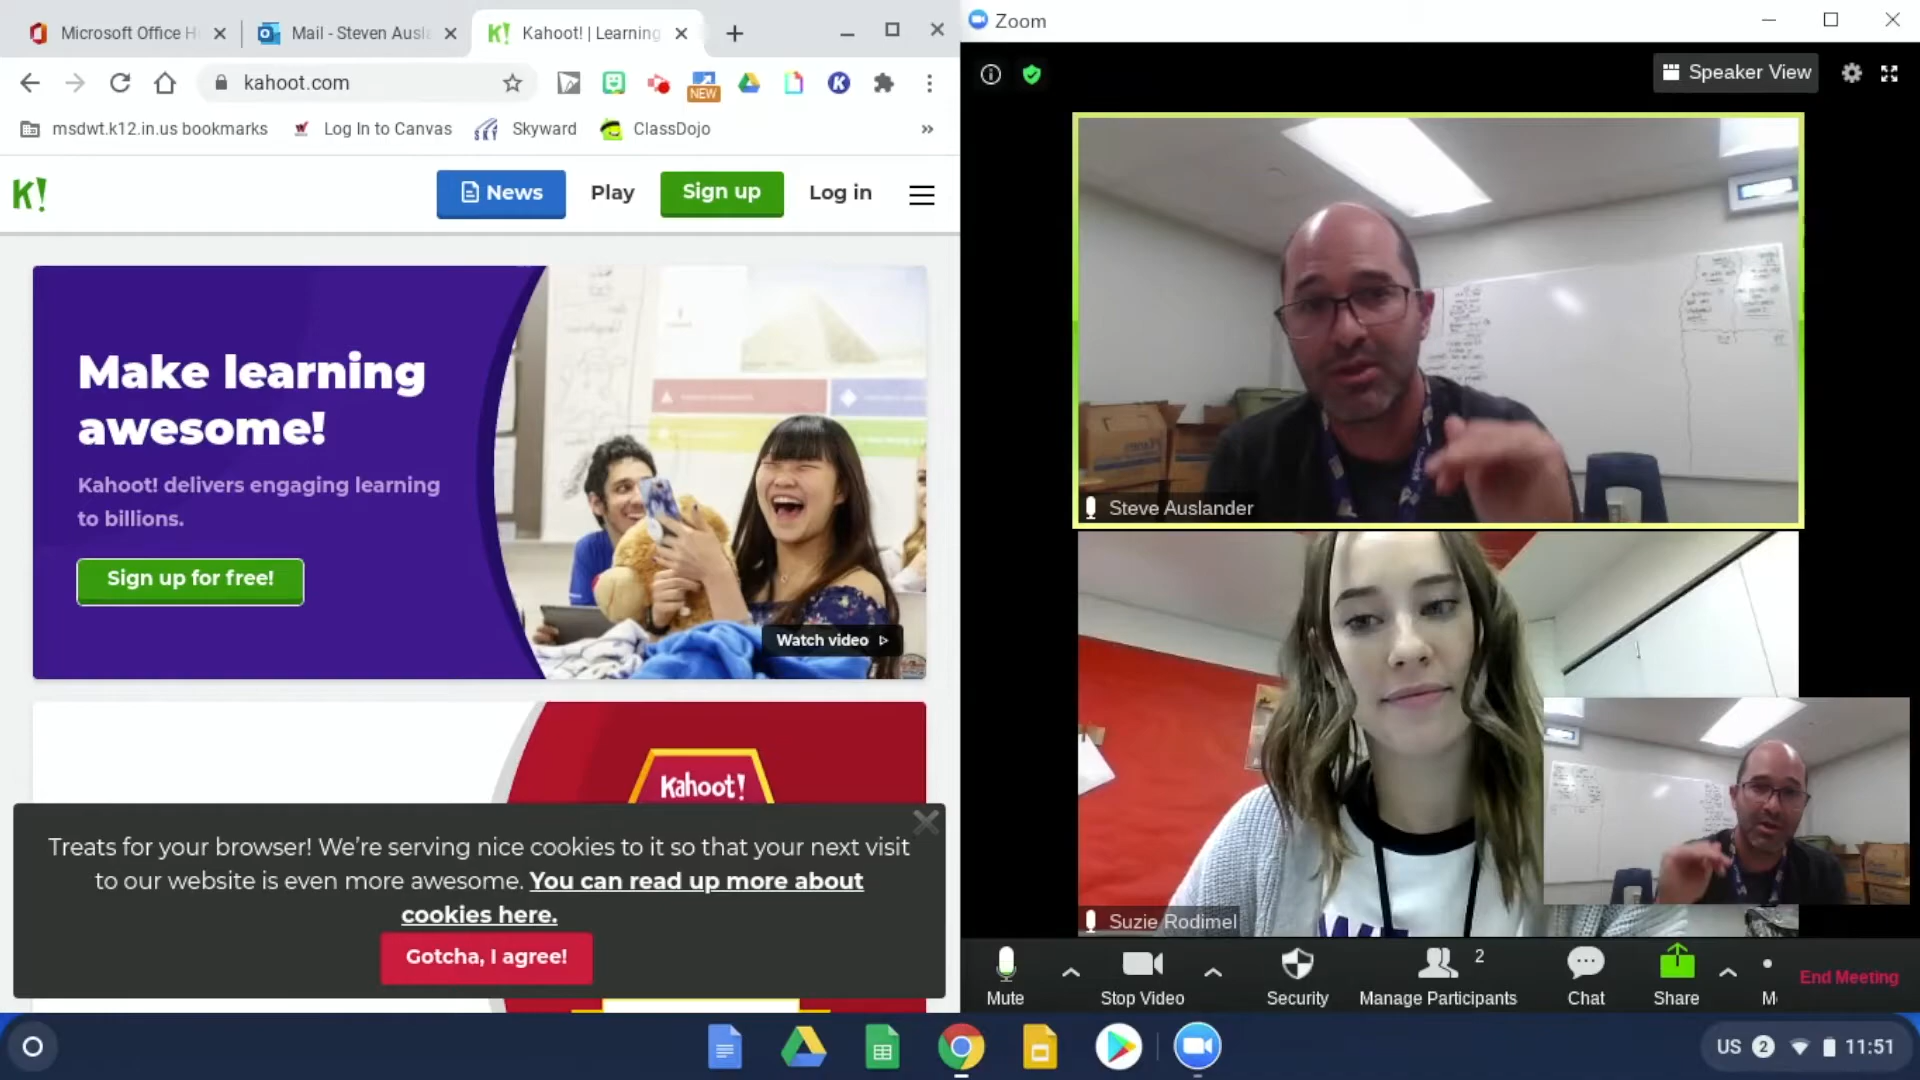 Microsoft Office H
Mail - Steven Ausla
Kahoot! | Learning
kahoot.com
NEW
msdwt.k12.in.us bookmarks
Log In to Canvas
Skyward
ClassDojo
K!
News
Play
Sign up
Log in
Make learning
awesome!
Kahoot! delivers engaging learning
to billions.
Sign up for free!
Watch video
Kahoot!
Treats for your browser! We're serving nice cookies to it so that your next visit
to our website is even more awesome. You can read up more about
cookies here.
Gotcha, I agree!
Zoom
Speaker View
Steve Auslander
Suzie Rodimel
Mute
Stop Video
Security
Manage Participants
2
Chat
Share
M
End Meeting
US
2
11:51